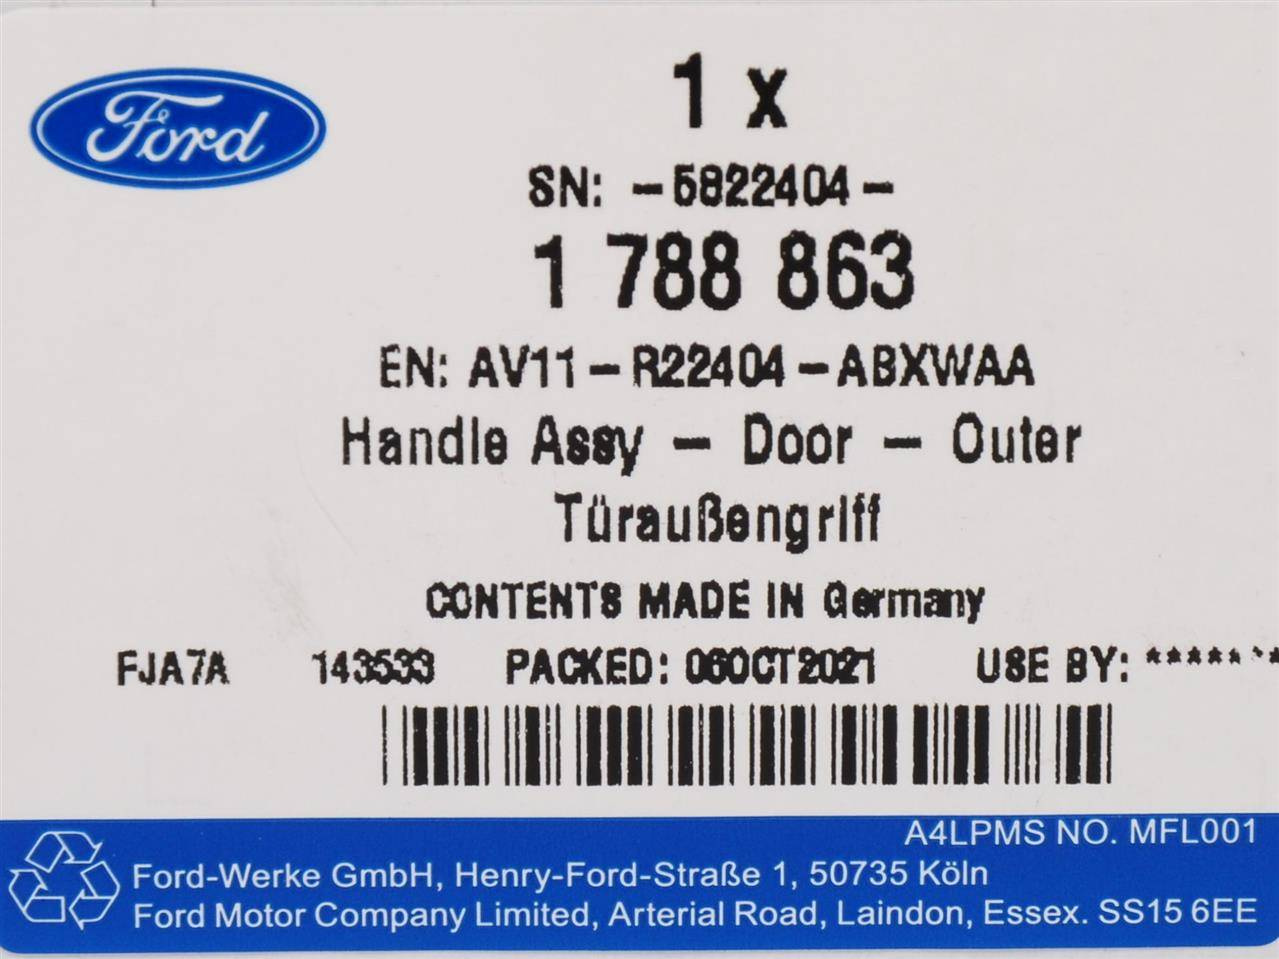 Ford
1 x
SN: -5822404-
1 788 863
EN: AV11-R22404-ABXWAA
Handle Assy - Door - Outer
Türaußengriff
CONTENTS MADE IN Germany
FJA7A 143533 PACKED: 06OCT2021 USE BY: *******
A4LPMS NO. MFL001
Ford-Werke GmbH, Henry-Ford-Straße 1, 50735 Köln
Ford Motor Company Limited, Arterial Road, Laindon, Essex. SS15 6EE